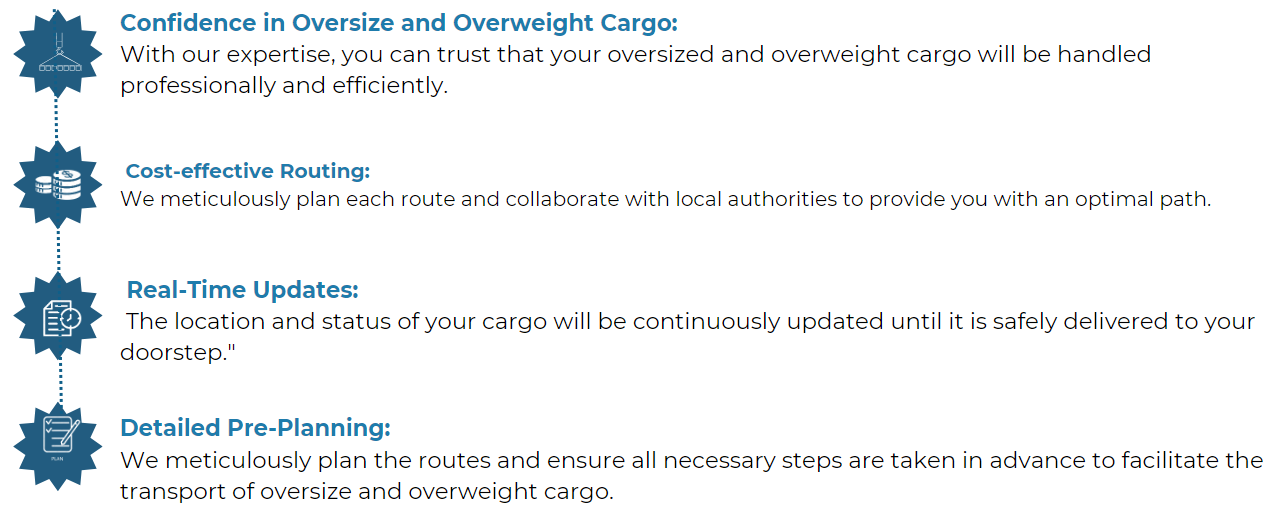 Confidence in Oversize and Overweight Cargo:
With our expertise, you can trust that your oversized and overweight cargo will be handled
professionally and efficiently.
Cost-effective Routing:
We meticulously plan each route and collaborate with local authorities to provide you with an optimal path.
Real-Time Updates:
The location and status of your cargo will be continuously updated until it is safely delivered to your
doorstep."
Detailed Pre-Planning:
PLAN
We meticulously plan the routes and ensure all necessary steps are taken in advance to facilitate the
transport of oversize and overweight cargo.